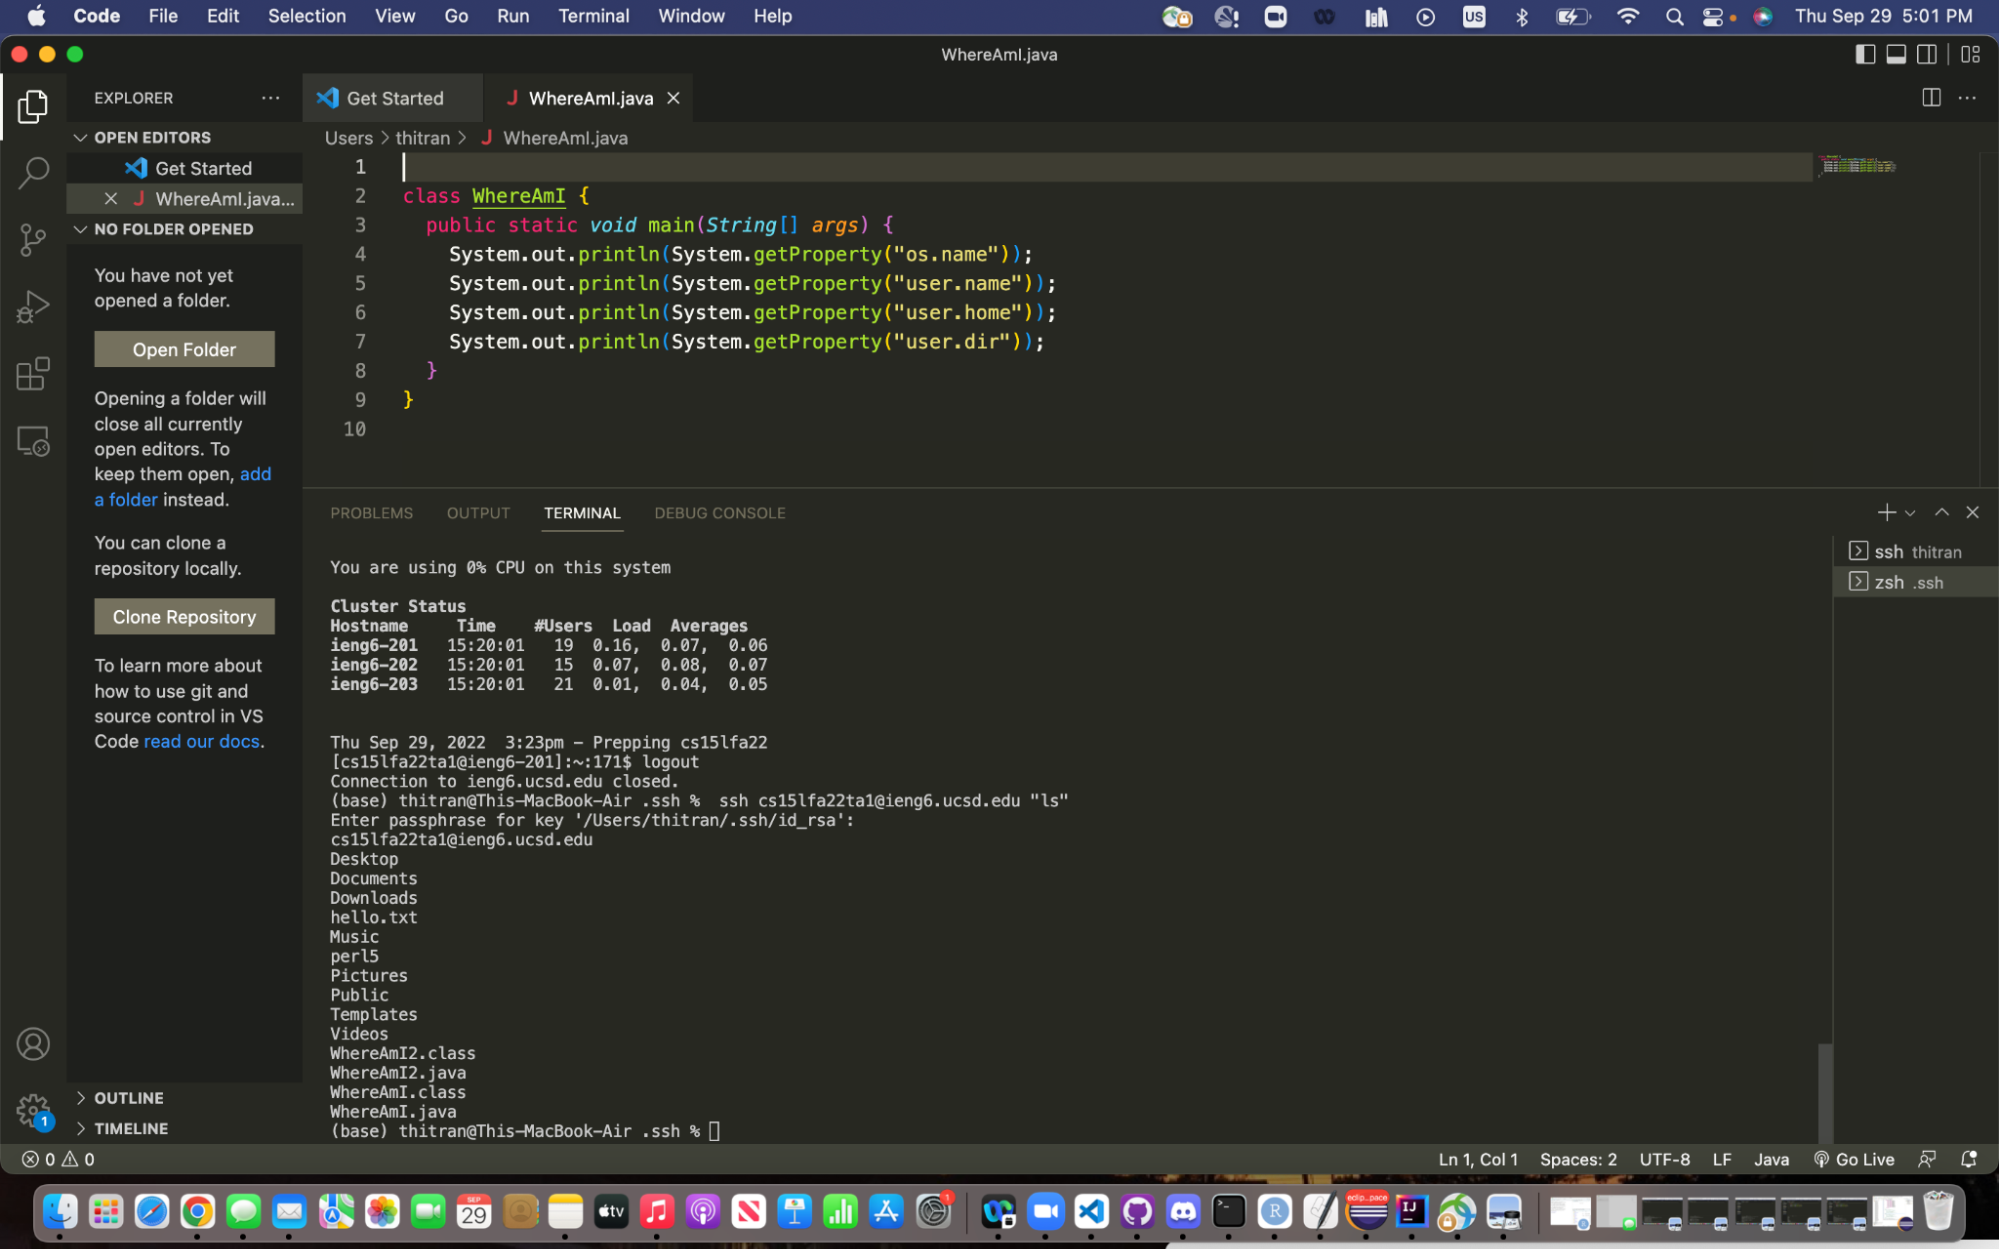 Code File Edit Selection View Go Run Terminal Window Help US Thu Sep 29 5:01 PM
WhereAmI.java
EXPLORER
Get Started
WhereAmI.java
OPEN EDITORS
Get Started
WhereAmI.java...
NO FOLDER OPENED
You have not yet
opened a folder.
Open Folder
Opening a folder will
close all currently
open editors. To
keep them open, add
a folder instead.
You can clone a
repository locally.
Clone Repository
To learn more about
how to use git and
source control in VS
Code read our docs.
OUTLINE
TIMELINE
Users > thitran > J WhereAmI.java
1
2 class WhereAmI {
3 public static void main(String[] args) {
4 System.out.println(System.getProperty("os.name"));
5 System.out.println(System.getProperty("user.name"));
6 System.out.println(System.getProperty("user.home"));
7 System.out.println(System.getProperty("user.dir"));
8 }
9 }
10
PROBLEMS OUTPUT TERMINAL DEBUG CONSOLE
ssh thitran
zsh .ssh
You are using 0% CPU on this system
Cluster Status
Hostname Time #Users Load Averages
ieng6-201 15:20:01 19 0.16, 0.07, 0.06
ieng6-202 15:20:01 15 0.07, 0.08, 0.07
ieng6-203 15:20:01 21 0.01, 0.04, 0.05
Thu Sep 29, 2022 3:23pm - Prepping cs15lfa22
[cs15lfa22ta1@ieng6-201]:~:171$ logout
Connection to ieng6.ucsd.edu closed.
(base) thitran@This-MacBook-Air .ssh % ssh cs15lfa22ta1@ieng6.ucsd.edu "ls"
Enter passphrase for key '/Users/thitran/.ssh/id_rsa':
cs15lfa22ta1@ieng6.ucsd.edu
Desktop
Documents
Downloads
hello.txt
Music
perl5
Pictures
Public
Templates
Videos
WhereAmI2.class
WhereAmI2.java
WhereAmI.class
WhereAmI.java
(base) thitran@This-MacBook-Air .ssh %
1
0 0
Ln 1, Col 1 Spaces: 2 UTF-8 LF Java Go Live
SEP
29
tv
1
R
IJ